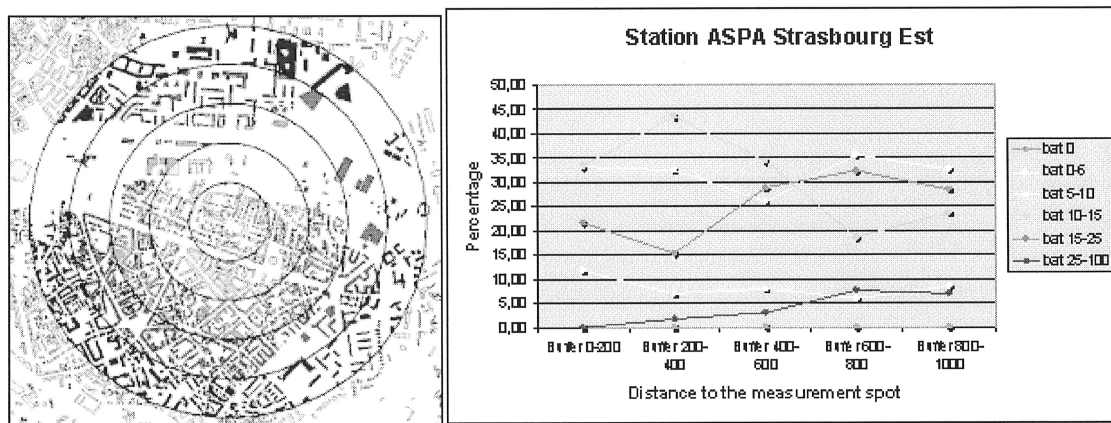 Station ASPA Strasbourg Est
Percentage
50,00
45,00
40,00
35,00
30,00
25,00
20,00
15,00
10,00
5,00
0,00
Buffer 0-200
Buffer 200-400
Buffer 400-600
Buffer 600-800
Buffer 800-1000
Distance to the measurement spot
bat 0
bat 0-5
bat 5-10
bat 10-15
bat 15-25
bat 25-100